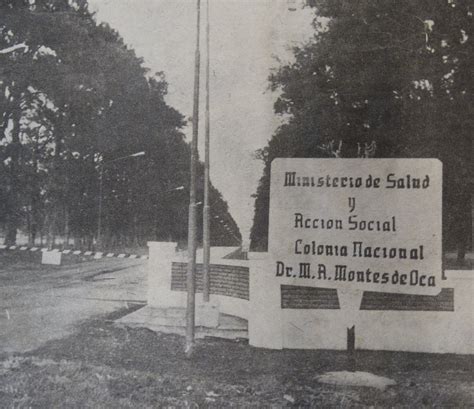 Ministerio de Salud
y
Accion Social
Colonia Nacional
Dr. M. A. Montes de Oca